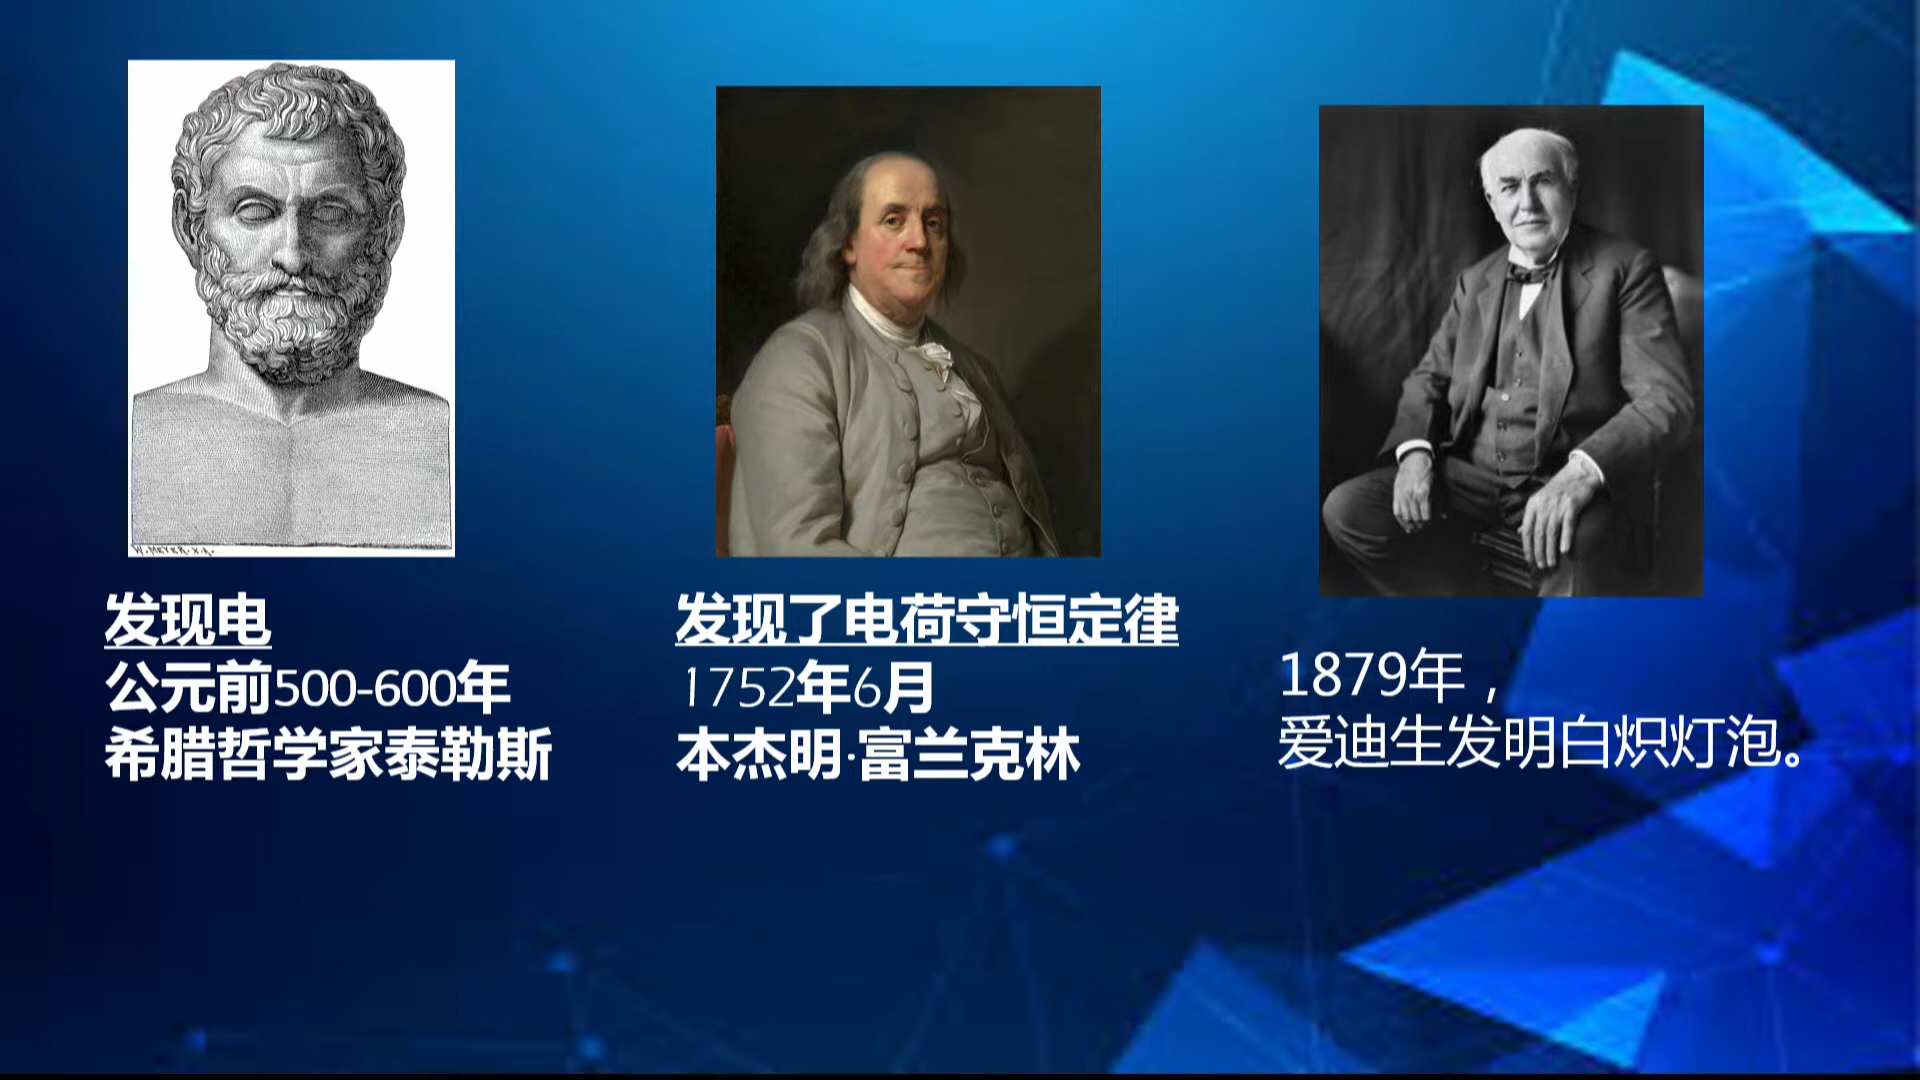 W. MEYER. X.A.
发现电
公元前500-600年
希腊哲学家泰勒斯
发现了电荷守恒定律
1752年6月
本杰明·富兰克林
1879年，
爱迪生发明白炽灯泡。